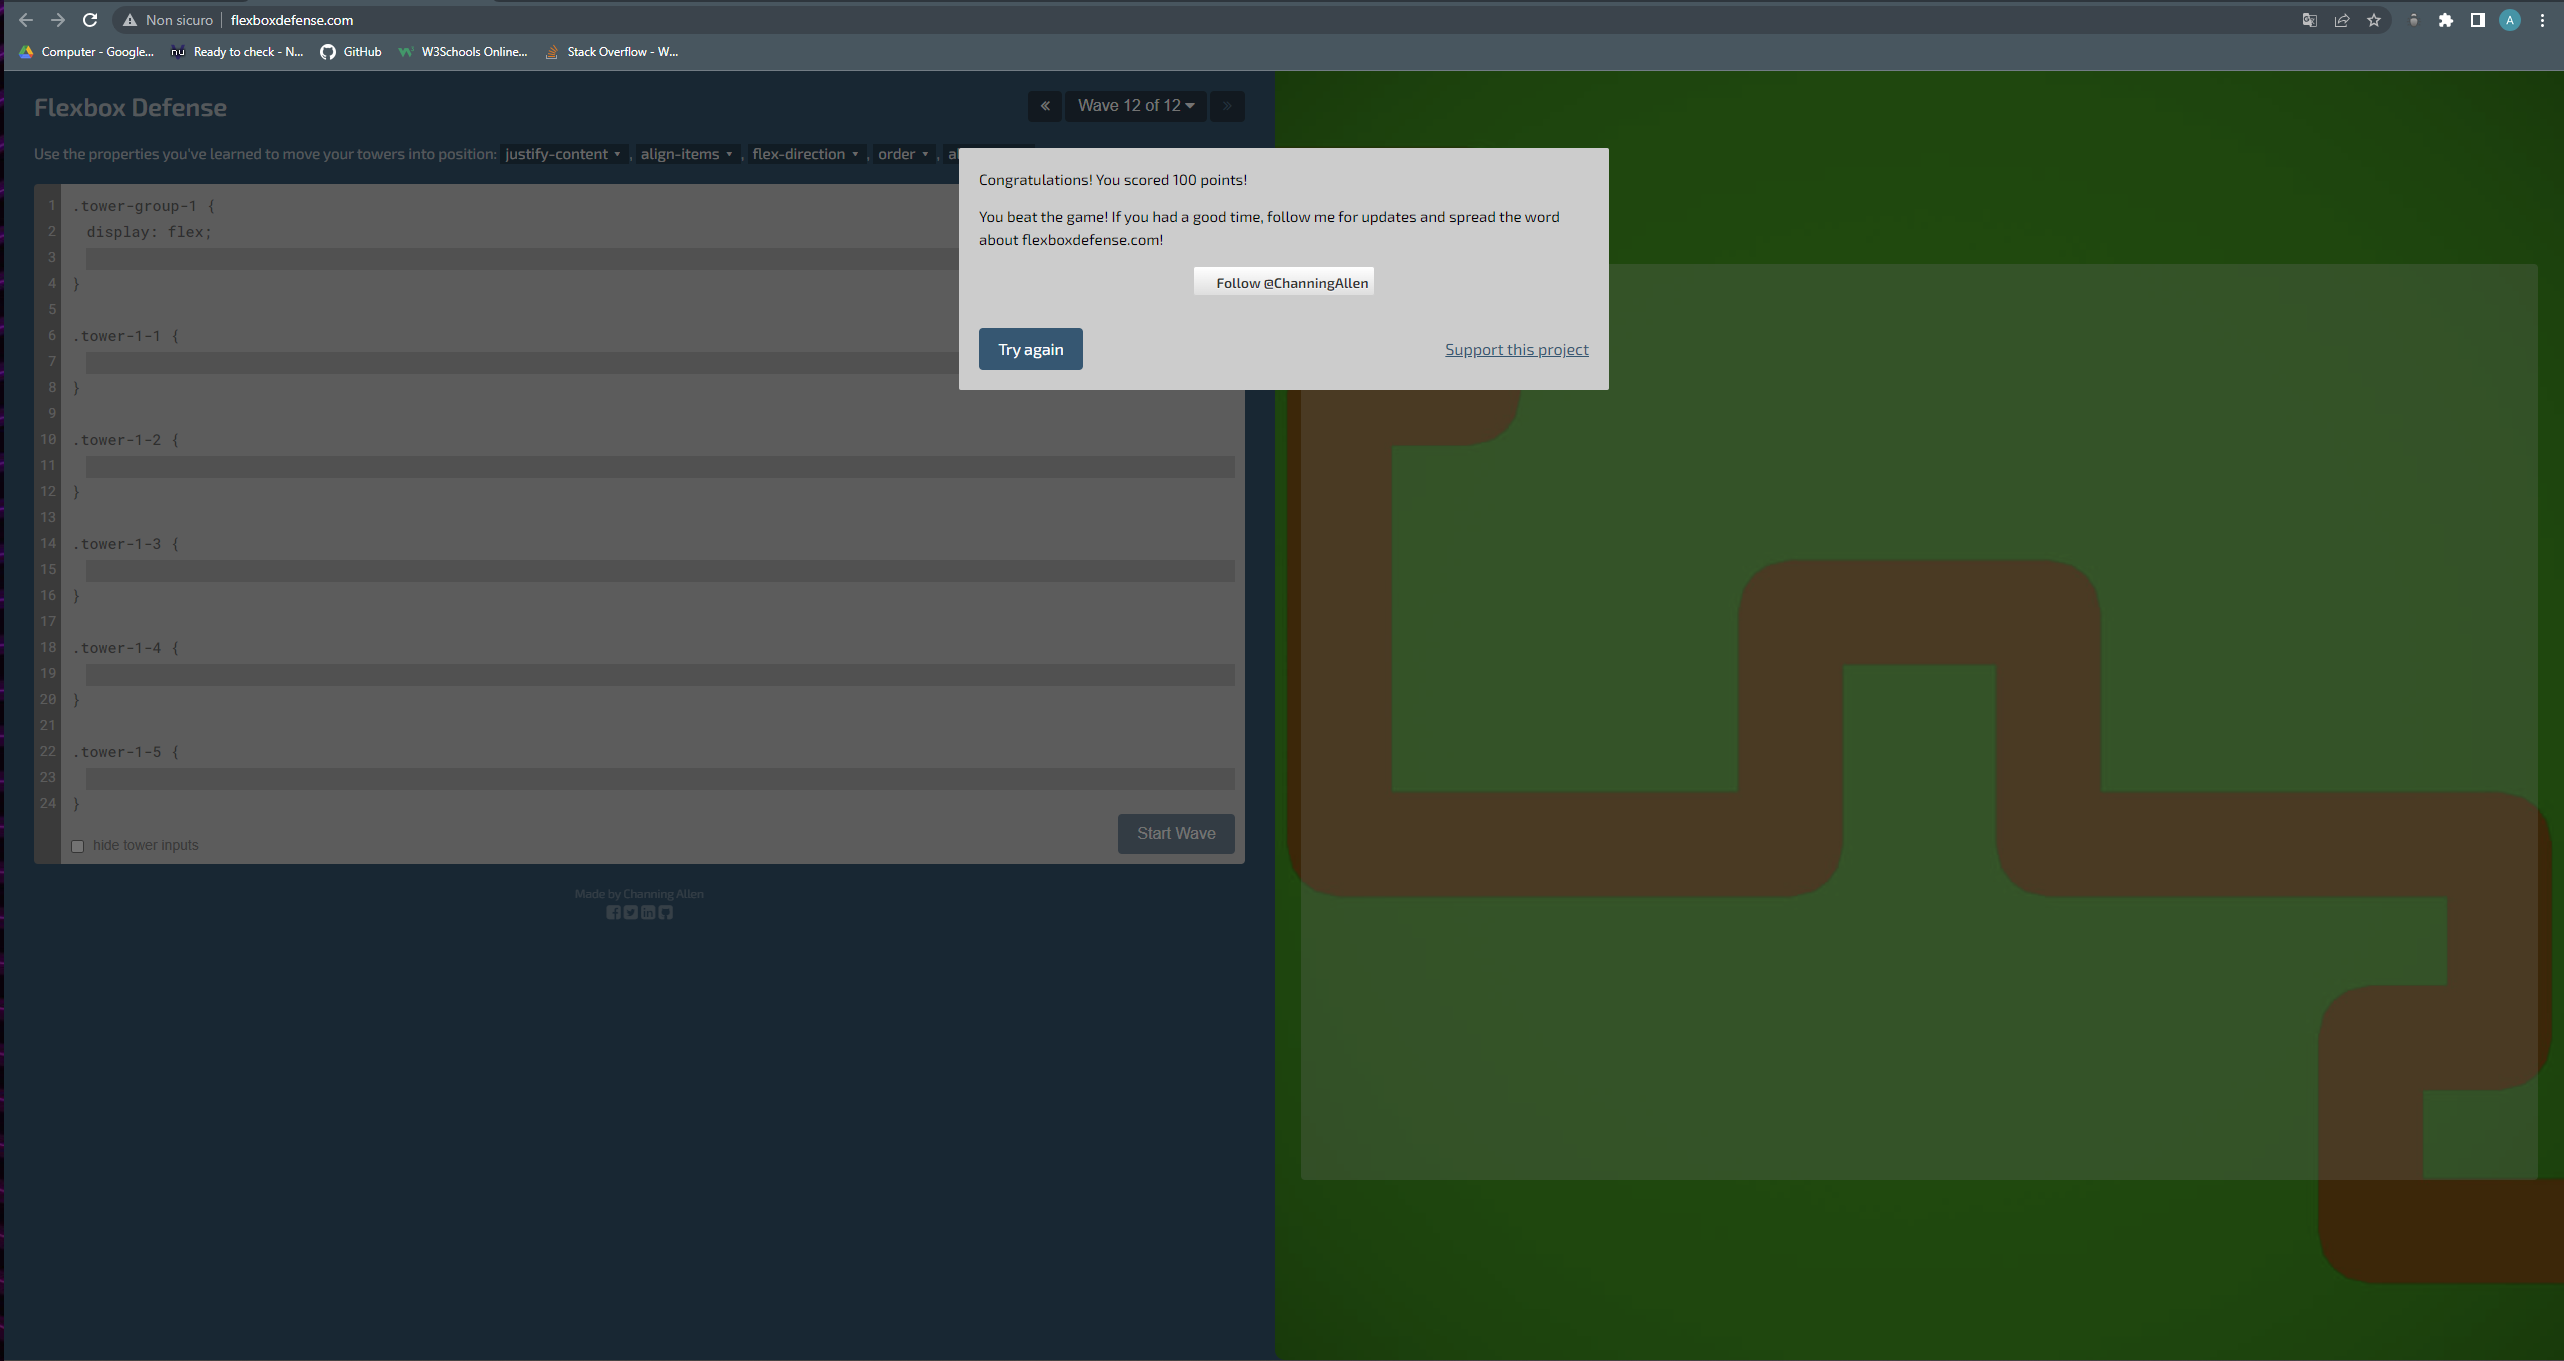 Non sicuro flexboxdefense.com
Computer - Google... Ready to check - N... GitHub W3Schools Online... Stack Overflow - W...
Flexbox Defense
« Wave 12 of 12 »
Use the properties you've learned to move your towers into position: justify-content , align-items , flex-direction , order ,
Congratulations! You scored 100 points!
You beat the game! If you had a good time, follow me for updates and spread the word
about flexboxdefense.com!
Follow @ChanningAllen
Try again
Support this project
1 .tower-group-1 {
2 display: flex;
3
4 }
5
6 .tower-1-1 {
7
8 }
9
10 .tower-1-2 {
11
12 }
13
14 .tower-1-3 {
15
16 }
17
18 .tower-1-4 {
19
20 }
21
22 .tower-1-5 {
23
24 }
Start Wave
hide tower inputs
Made by Channing Allen